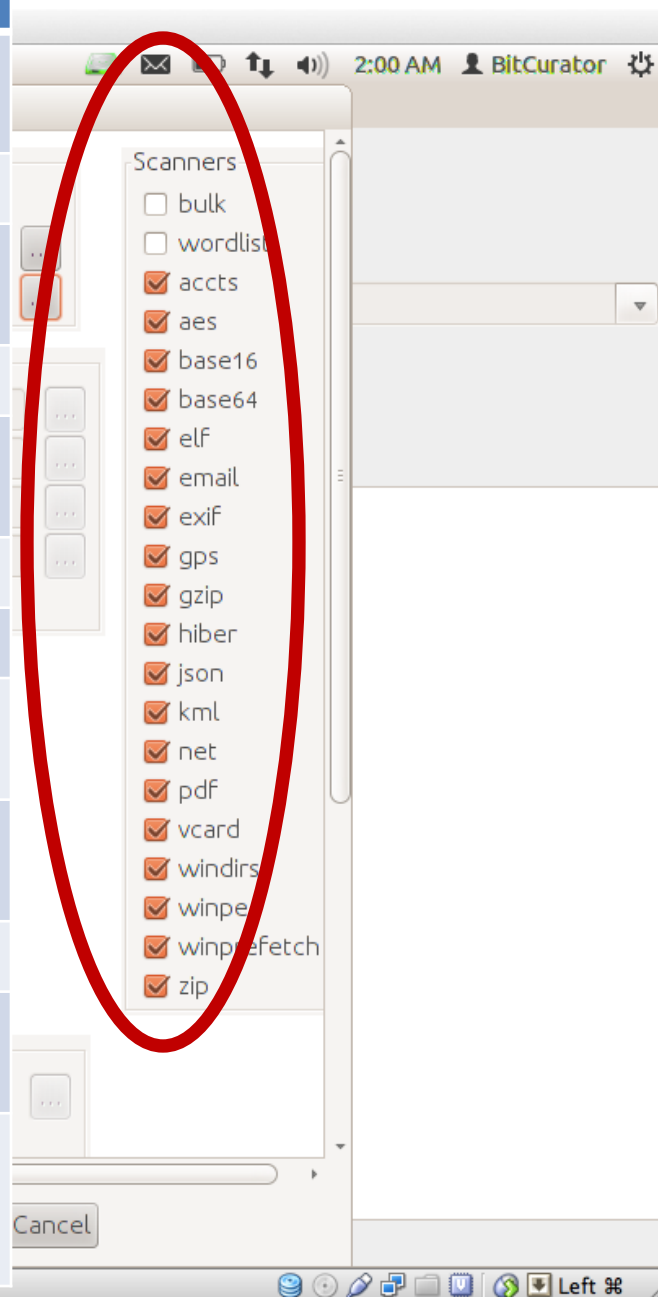 2:00 AM BitCurator
Scanners
bulk
wordlist
accts
aes
base16
base64
elf
email
exif
gps
gzip
hiber
json
kml
net
pdf
vcard
windirs
winpe
winprefetch
zip
Cancel
Left ⌘